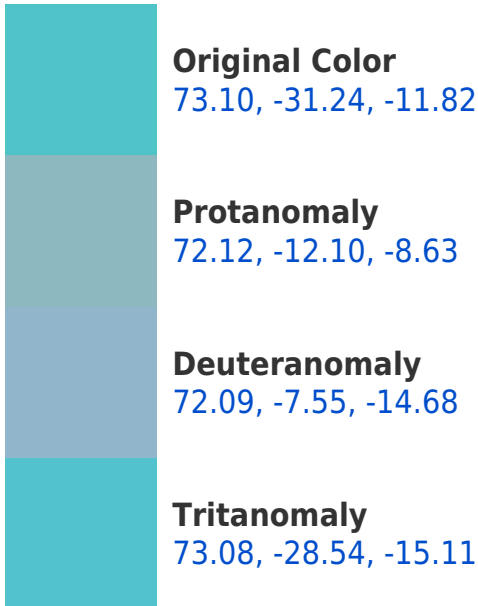 Original Color
73.10, -31.24, -11.82
Protanomaly
72.12, -12.10, -8.63
Deuteranomaly
72.09, -7.55, -14.68
Tritanomaly
73.08, -28.54, -15.11